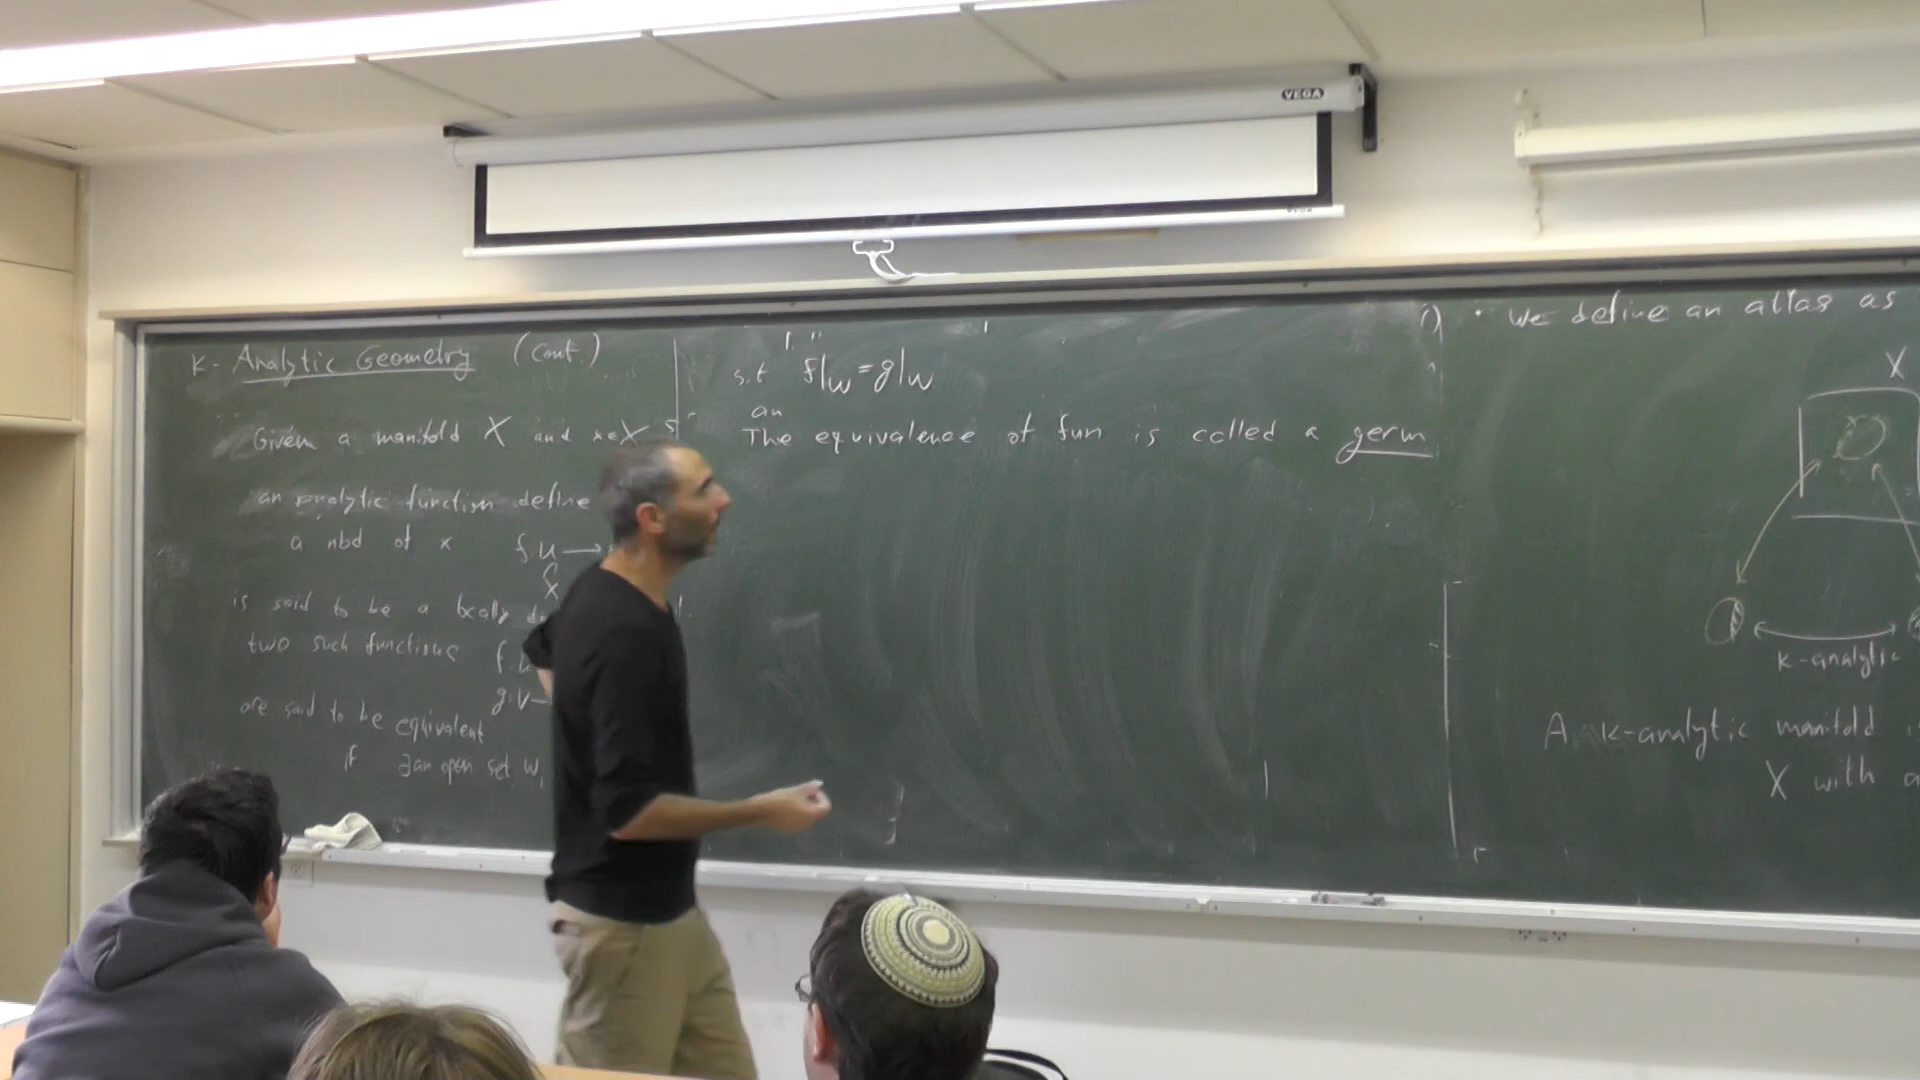 VEGA
VEGA
K- Analytic Geometry (Cont.)
Given a manifold X and x∈X
an analytic function define
a nbd of x f: U →
X
is said to be a locally
two such functions f: U
g: V →
are said to be equivalent
if ∃ an open set W,
s.t f|W = g|W
an
The equivalence of fun is called a germ
i) • We define an atlas as
X
K-analytic
A K-analytic manifold
X with a